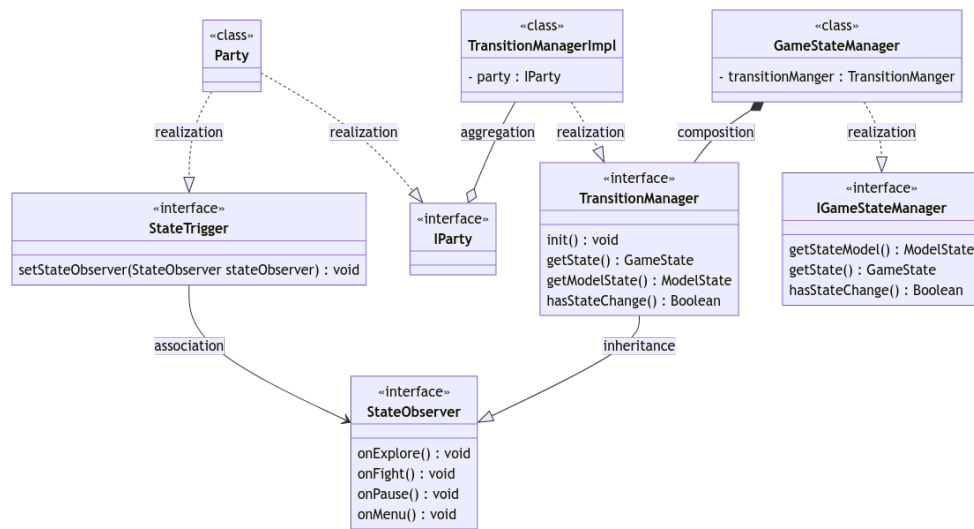 «class»
Party
«class»
TransitionManagerImpl
- party : IParty
«class»
GameStateManager
- transitionManger : TransitionManger
realization
realization
aggregation
realization
composition
realization
«interface»
StateTrigger
setStateObserver(StateObserver stateObserver) : void
«interface»
IParty
«interface»
TransitionManager
init() : void
getState() : GameState
getModelState() : ModelState
hasStateChange() : Boolean
«interface»
IGameStateManager
getStateModel() : ModelState
getState() : GameState
hasStateChange() : Boolean
association
inheritance
«interface»
StateObserver
onExplore() : void
onFight() : void
onPause() : void
onMenu() : void